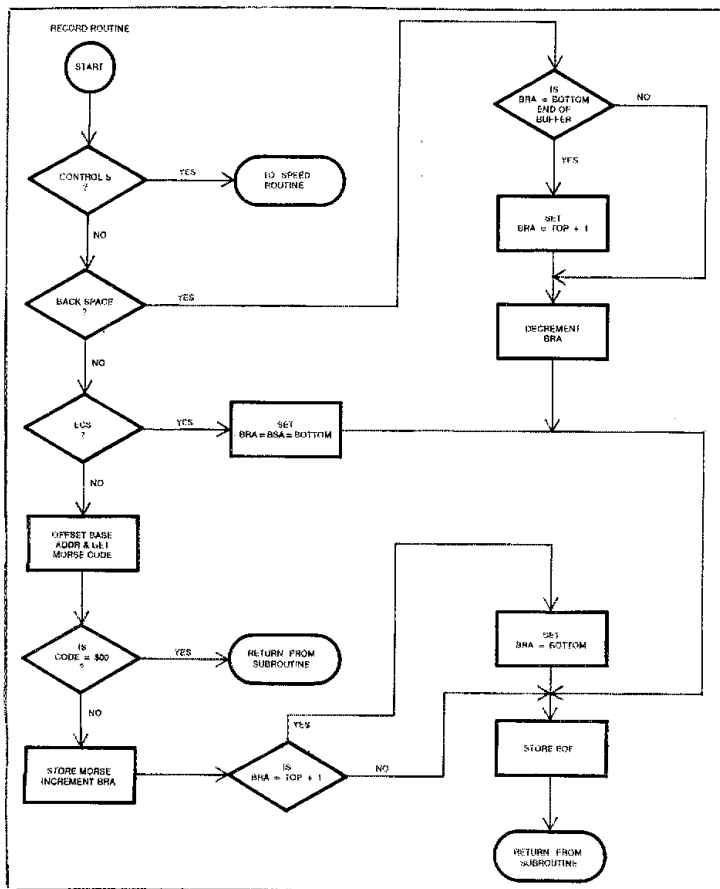 RECORD ROUTINE
START
CONTROL S
?
YES
TO SPEED
ROUTINE
NO
BACK SPACE
?
YES
NO
?
YES
SET
BRA = BSA = BOTTOM
NO
OFFSET BASE
ADDR & GET
MORSE CODE
IS
CODE = $00
?
YES
RETURN FROM
SUBROUTINE
NO
STORE MORSE
INCREMENT BRA
IS
BRA = TOP + 1
YES
NO
IS
BRA = BOTTOM
END OF
BUFFER
NO
YES
SET
BRA = TOP + 1
DECREMENT
BRA
SET
BRA = BOTTOM
STORE EOF
RETURN FROM
SUBROUTINE